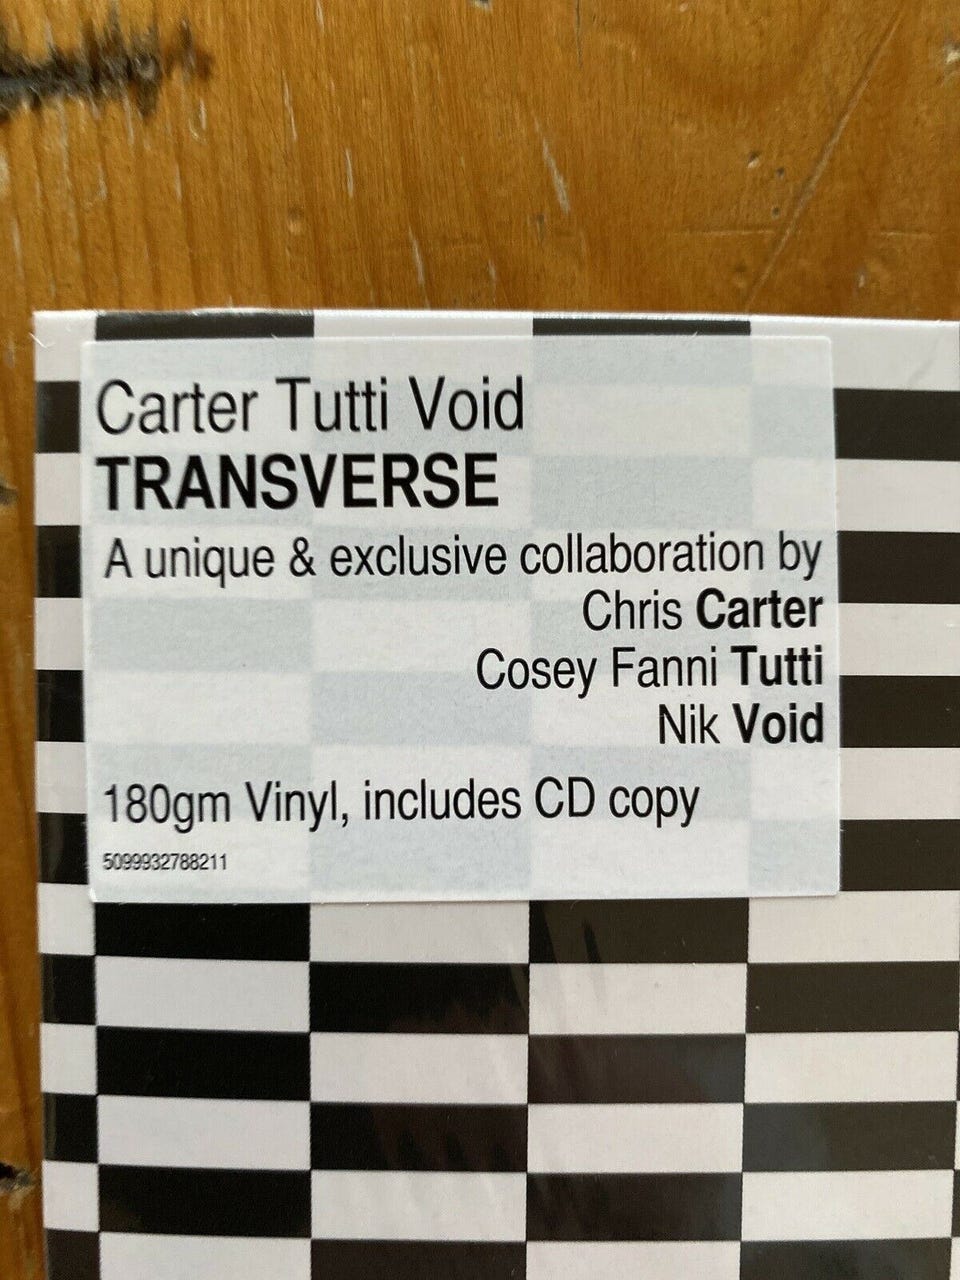 Carter Tutti Void
TRANSVERSE
A unique & exclusive collaboration by
Chris Carter
Cosey Fanni Tutti
Nik Void
180gm Vinyl, includes CD copy
5099932788211